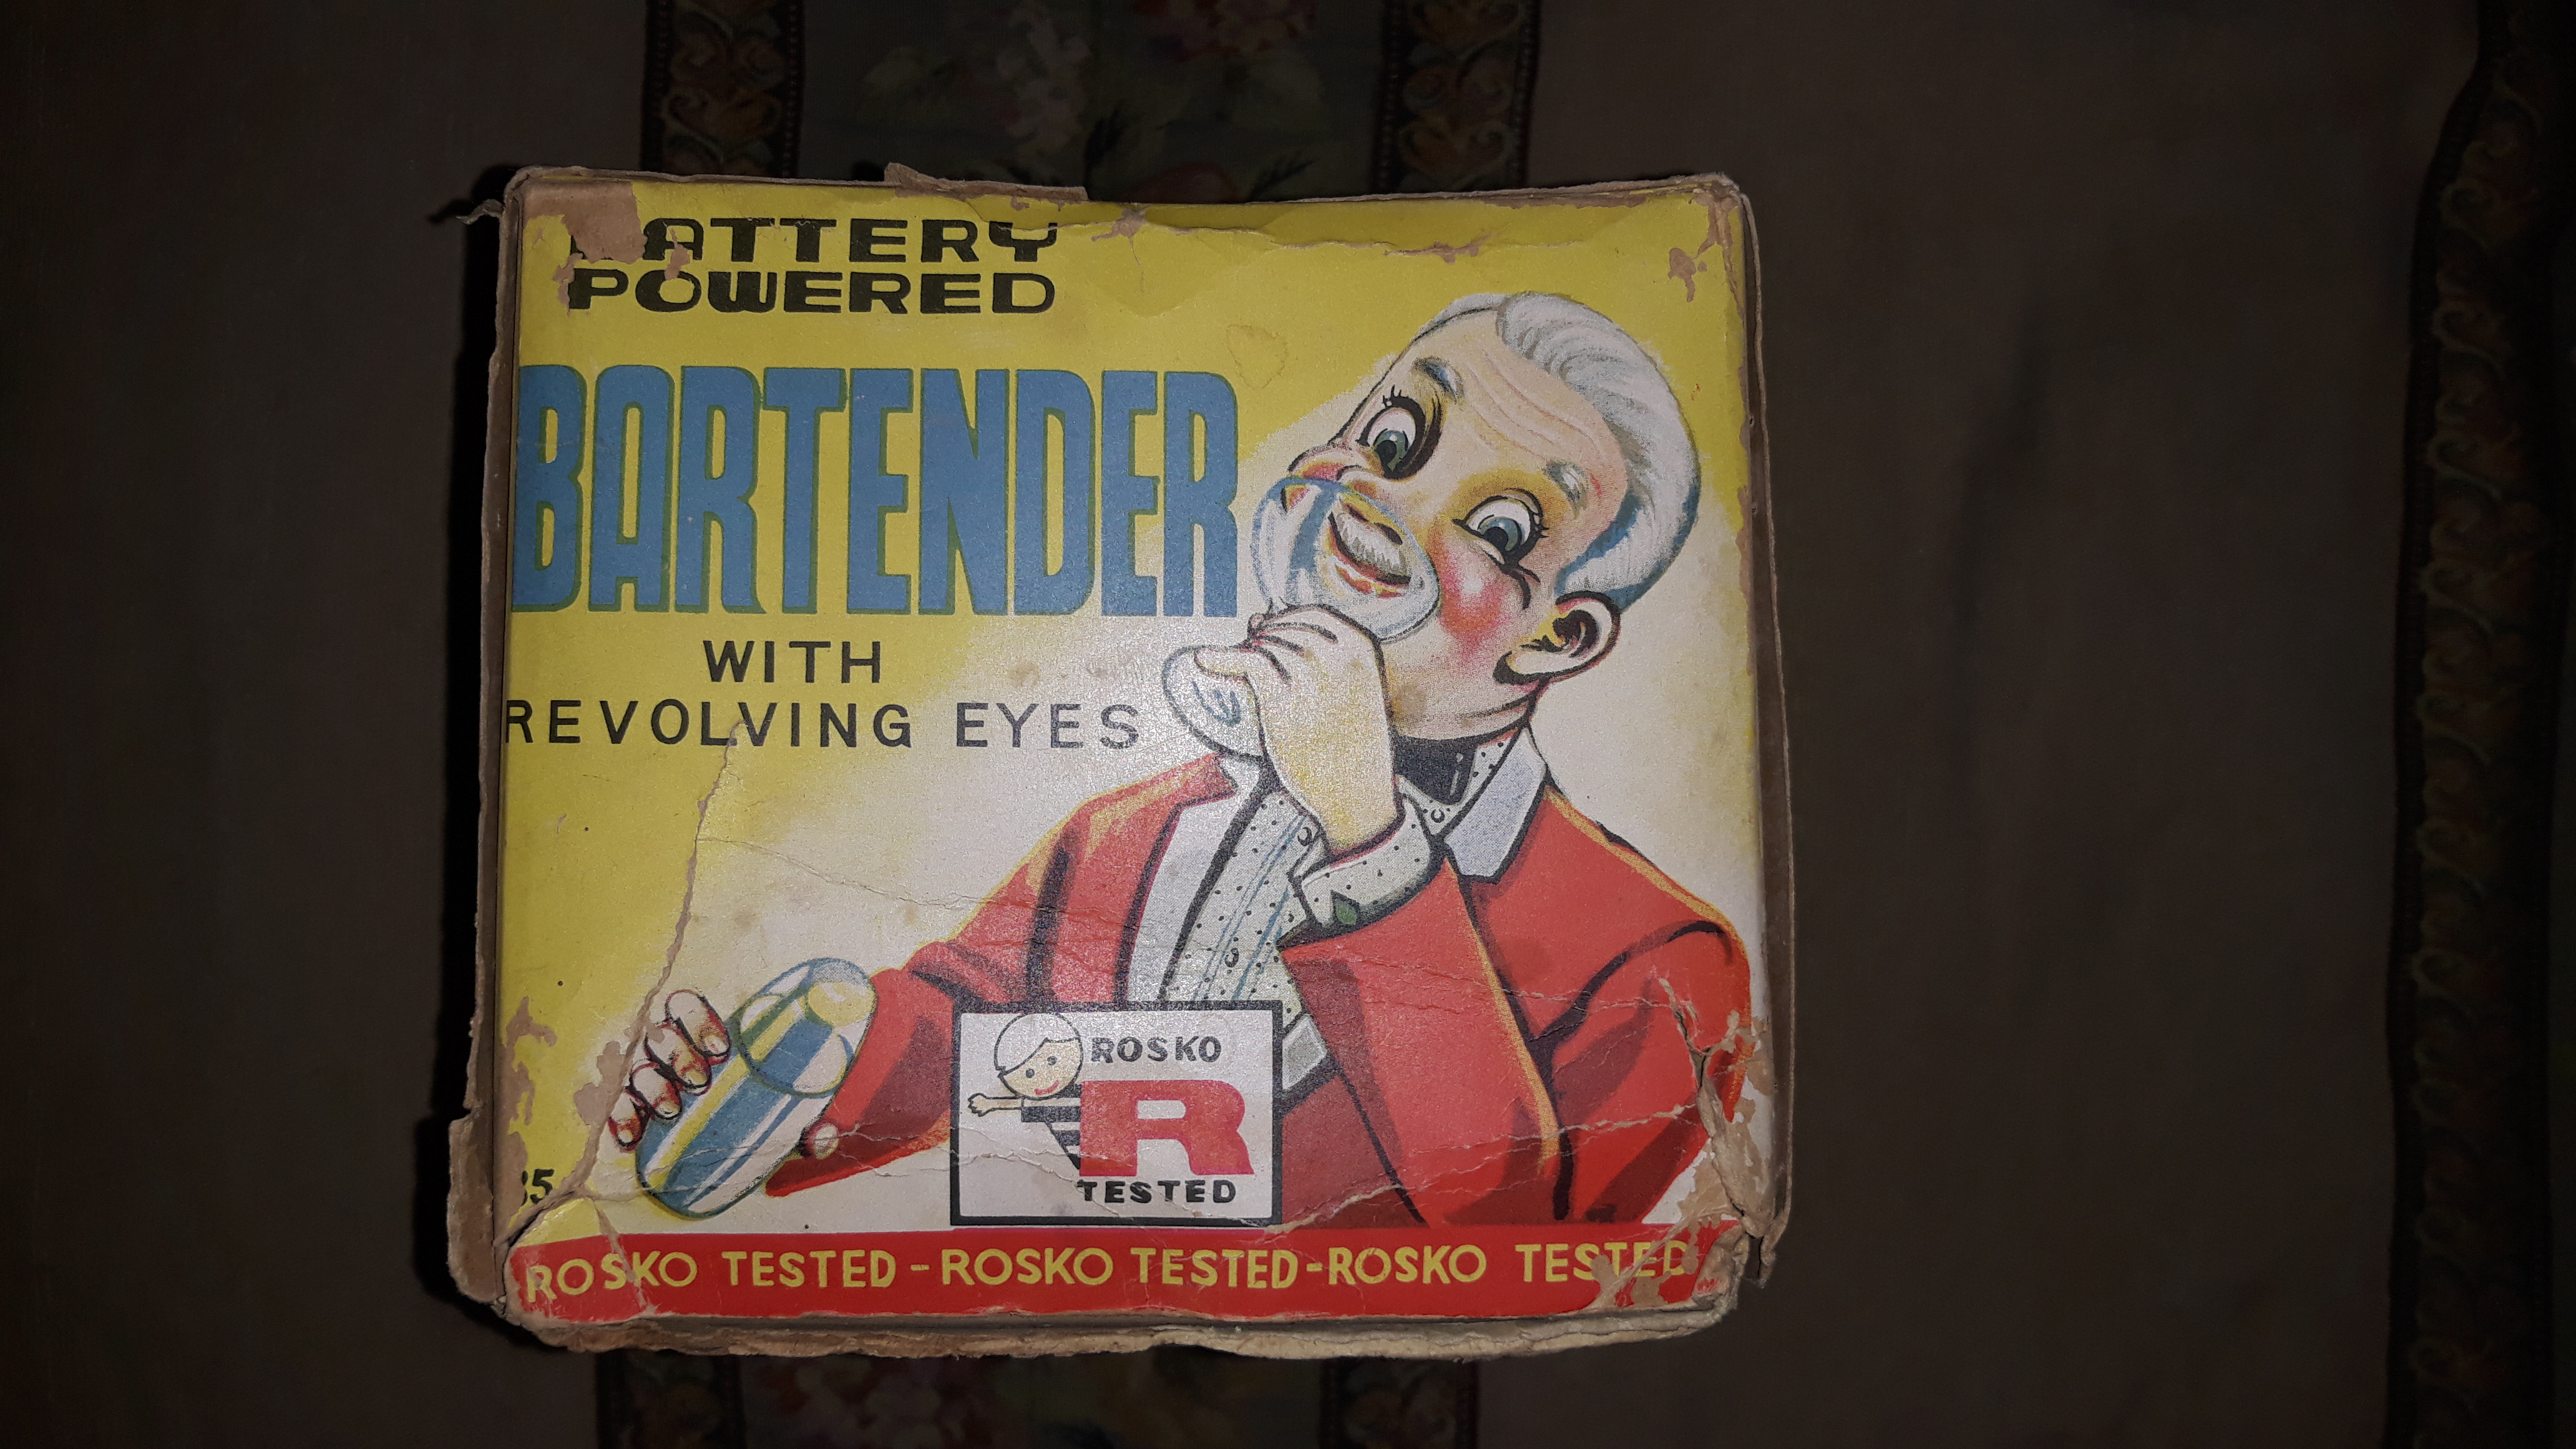 BATTERY
POWERED
BARTENDER
WITH
REVOLVING EYES
ROSKO
R
TESTED
ROSKO TESTED-ROSKO TESTED-ROSKO TESTED